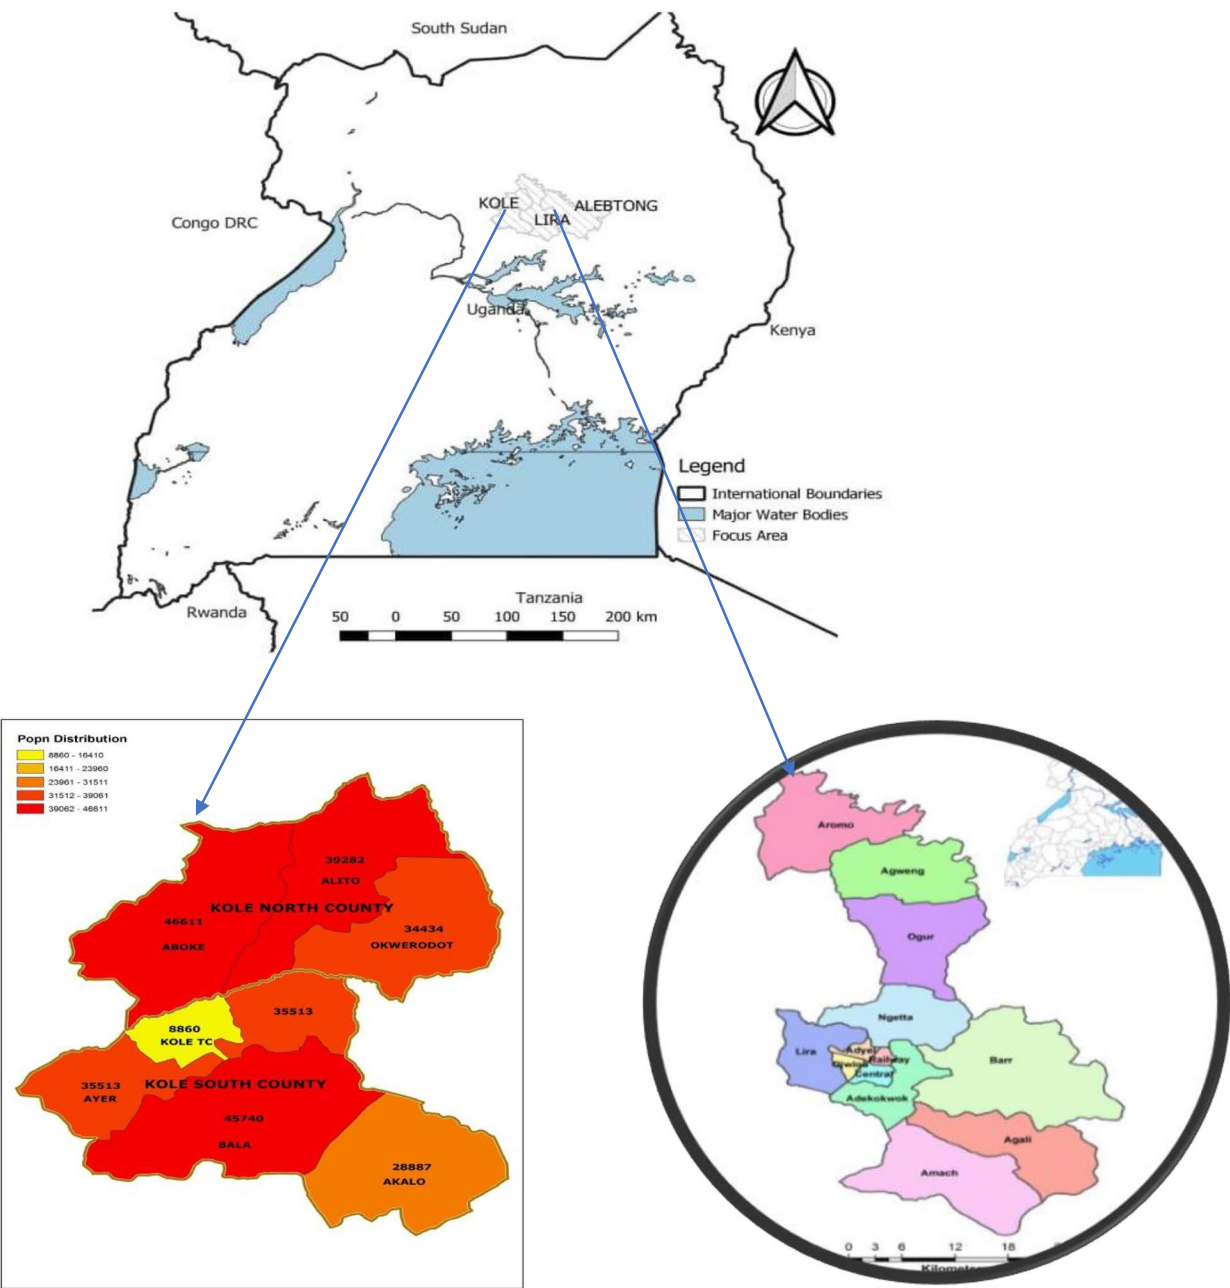 South Sudan
Congo DRC
KOLE
ALEBTONG
LIRA
Uganda
Kenya
Legend
International Boundaries
Major Water Bodies
Focus Area
Tanzania
Rwanda
50 0 50 100 150 200 km
Popn Distribution
8860 - 16410
16411 - 23960
23961 - 31511
31512 - 39061
39062 - 46611
39282
ALITO
KOLE NORTH COUNTY
46611
ABOKE
34434
OKWERODOT
35513
8860
KOLE TC
35513
AYER
KOLE SOUTH COUNTY
45740
BALA
28887
AKALO
Aromo
Agweng
Ogur
Ngetta
Lira
Adyel
Railway
Central
Barr
Adekokwok
Agali
Amach
0 3 6 12 18